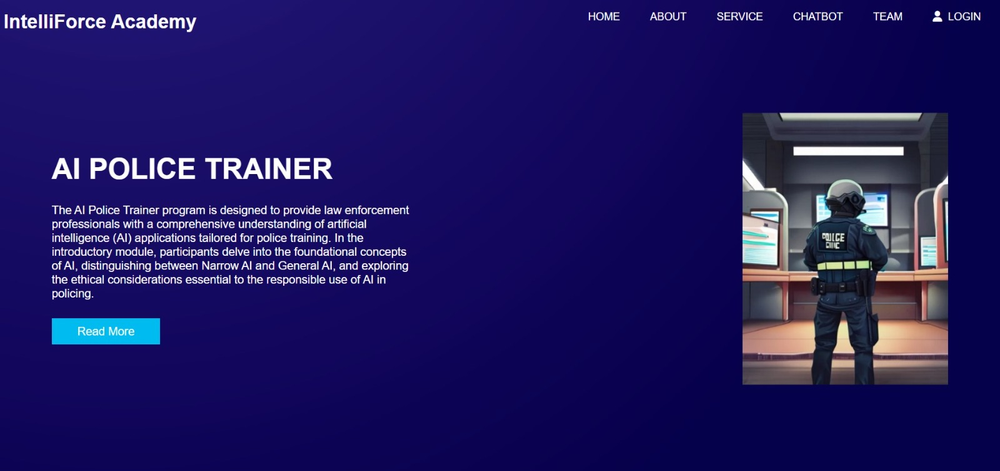 IntelliForce Academy
HOME ABOUT SERVICE CHATBOT TEAM LOGIN
AI POLICE TRAINER
The AI Police Trainer program is designed to provide law enforcement
professionals with a comprehensive understanding of artificial
intelligence (AI) applications tailored for police training. In the
introductory module, participants delve into the foundational concepts
of AI, distinguishing between Narrow AI and General AI, and exploring
the ethical considerations essential to the responsible use of AI in
policing.
Read More